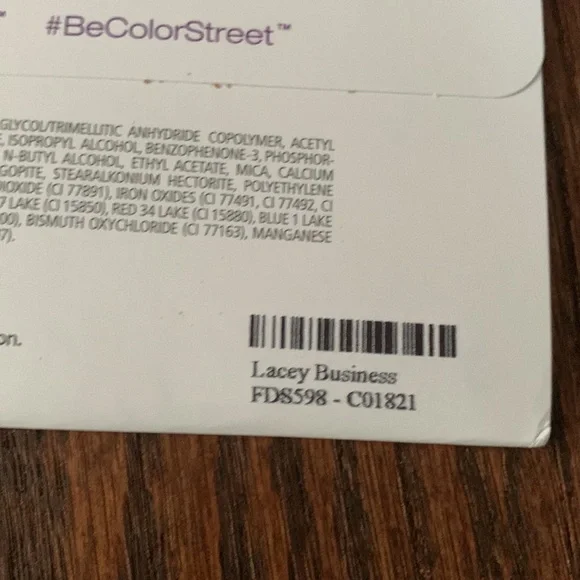 ™ #BeColorStreet™
GLYCOL/TRIMELLITIC ANHYDRIDE COPOLYMER, ACETYL
ISOPROPYL ALCOHOL, BENZOPHENONE-3, PHOSPHOR-
N-BUTYL ALCOHOL, ETHYL ACETATE, MICA, CALCIUM
GOPITE, STEARALKONIUM HECTORITE, POLYETHYLENE
IOXIDE (CI 77891), IRON OXIDES (CI 77491, CI 77492, CI
7 LAKE (CI 15850), RED 34 LAKE (CI 15880), BLUE 1 LAKE
00), BISMUTH OXYCHLORIDE (CI 77163), MANGANESE
7).
on.
Lacey Business
FDS598 - C01821